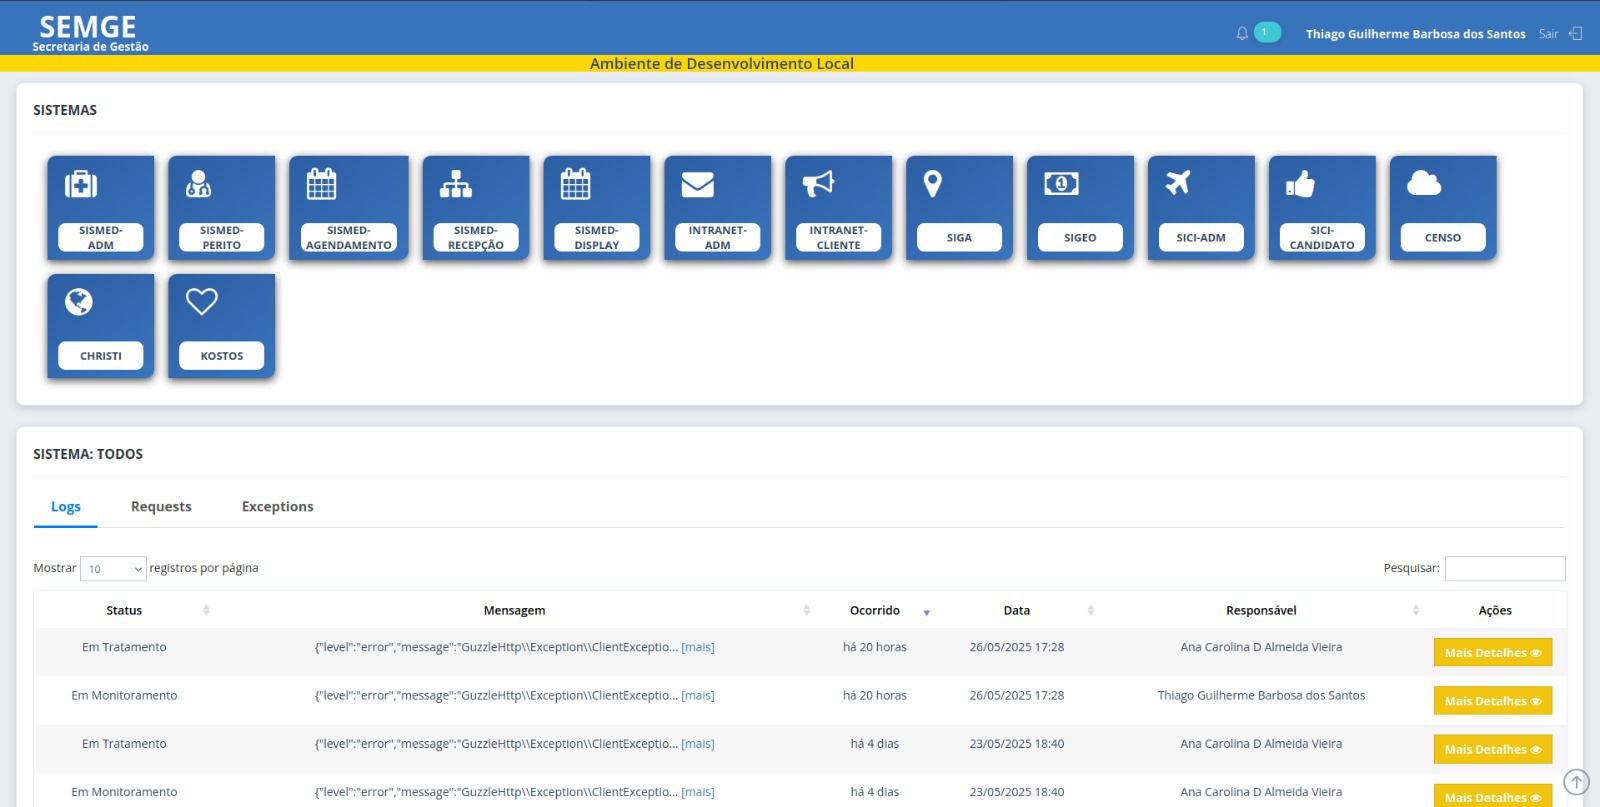 SEMGE
Secretaria de Gestão
1
Thiago Guilherme Barbosa dos Santos Sair
Ambiente de Desenvolvimento Local
SISTEMAS
SISMED-ADM
SISMED-PERITO
SISMED-AGENDAMENTO
SISMED-RECEPÇÃO
SISMED-DISPLAY
INTRANET-ADM
INTRANET-CLIENTE
SIGA
SIGEO
SICI-ADM
SICI-CANDIDATO
CENSO
CHRISTI
KOSTOS
SISTEMA: TODOS
Logs Requests Exceptions
Mostrar 10 registros por página Pesquisar:
Status Mensagem Ocorrido Data Responsável Ações
Em Tratamento {"level":"error","message":"GuzzleHttp\\Exception\\ClientExceptio... [mais] há 20 horas 26/05/2025 17:28 Ana Carolina D Almeida Vieira Mais Detalhes
Em Monitoramento {"level":"error","message":"GuzzleHttp\\Exception\\ClientExceptio... [mais] há 20 horas 26/05/2025 17:28 Thiago Guilherme Barbosa dos Santos Mais Detalhes
Em Tratamento {"level":"error","message":"GuzzleHttp\\Exception\\ClientExceptio... [mais] há 4 dias 23/05/2025 18:40 Ana Carolina D Almeida Vieira Mais Detalhes
Em Monitoramento {"level":"error","message":"GuzzleHttp\\Exception\\ClientExceptio... [mais] há 4 dias 23/05/2025 18:40 Ana Carolina D Almeida Vieira Mais Detalhes